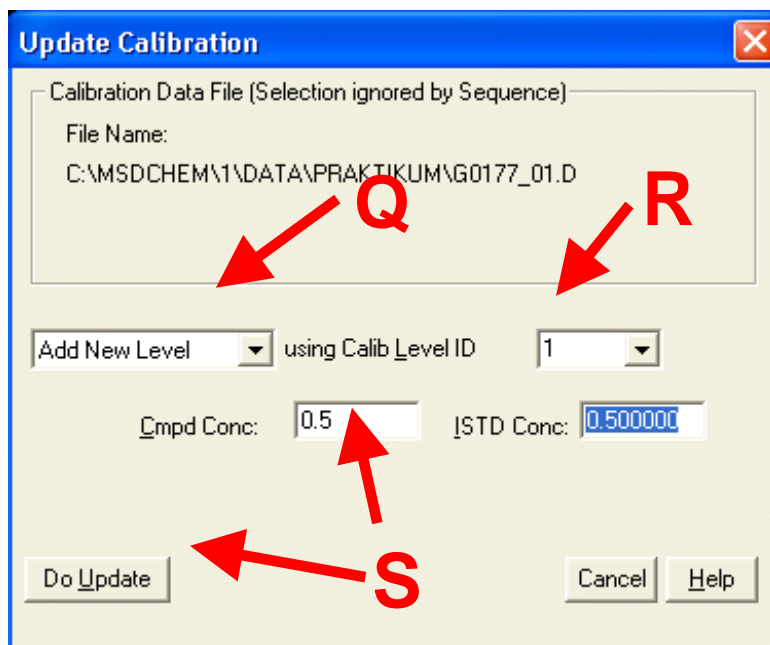 Update Calibration
Calibration Data File (Selection ignored by Sequence)
File Name:
C:\MSDCHEM\1\DATA\PRAKTIKUM\G0177_01.D
Q
R
Add New Level using Calib Level ID 1
Cmpd Conc: 0.5 ISTD Conc: 0.500000
S
Do Update Cancel Help